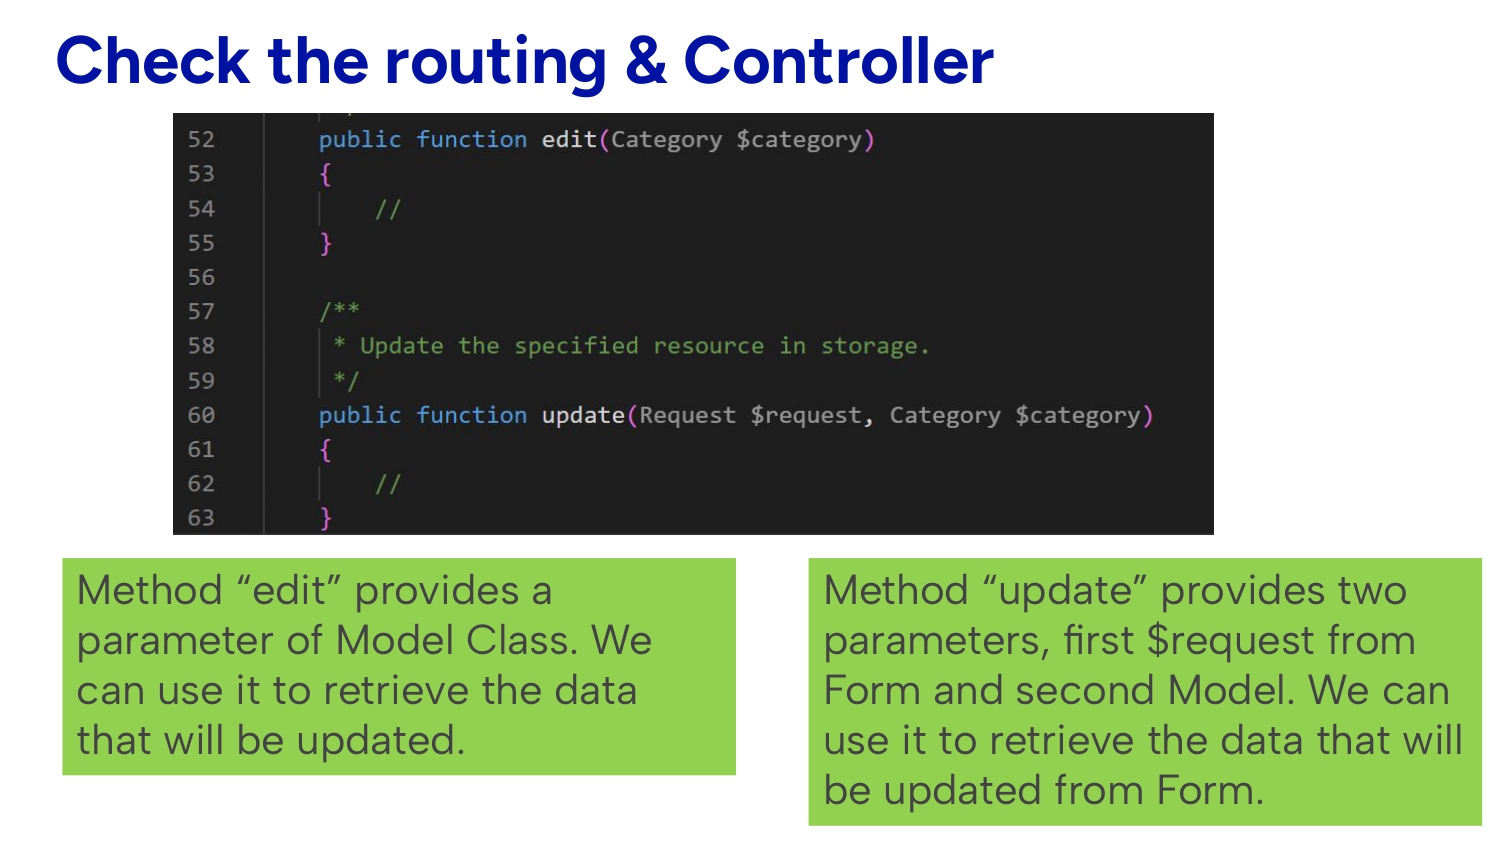 Check the routing & Controller
52 public function edit(Category $category)
53 {
54 //
55 }
56
57 /**
58 * Update the specified resource in storage.
59 */
60 public function update(Request $request, Category $category)
61 {
62 //
63 }
Method “edit” provides a
parameter of Model Class. We
can use it to retrieve the data
that will be updated.
Method “update” provides two
parameters, first $request from
Form and second Model. We can
use it to retrieve the data that will
be updated from Form.